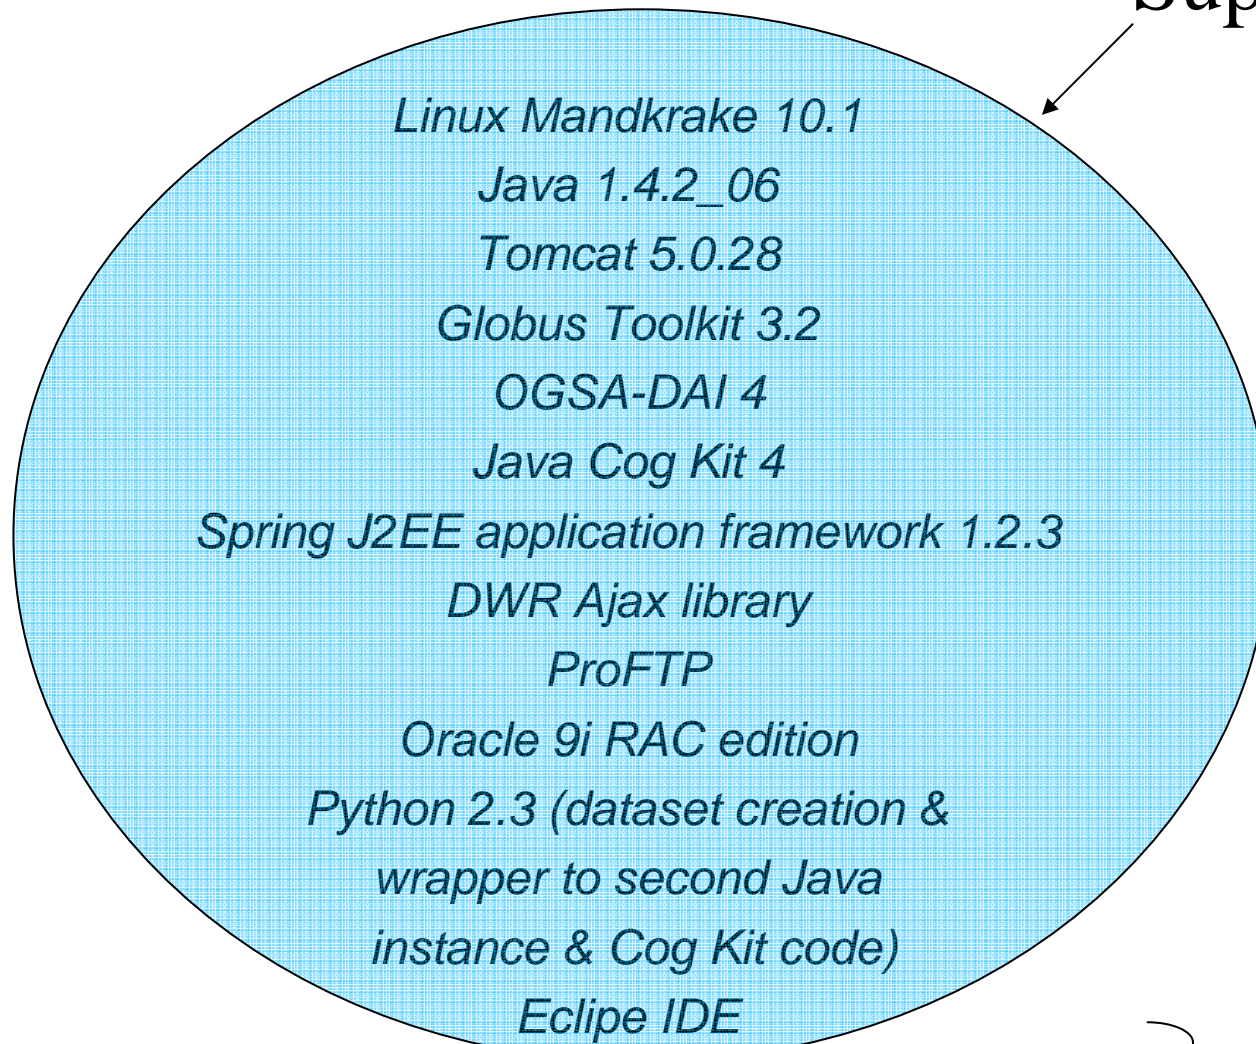 Linux Mandkrake 10.1
Java 1.4.2_06
Tomcat 5.0.28
Globus Toolkit 3.2
OGSA-DAI 4
Java Cog Kit 4
Spring J2EE application framework 1.2.3
DWR Ajax library
ProFTP
Oracle 9i RAC edition
Python 2.3 (dataset creation &
wrapper to second Java
instance & Cog Kit code)
Eclipe IDE